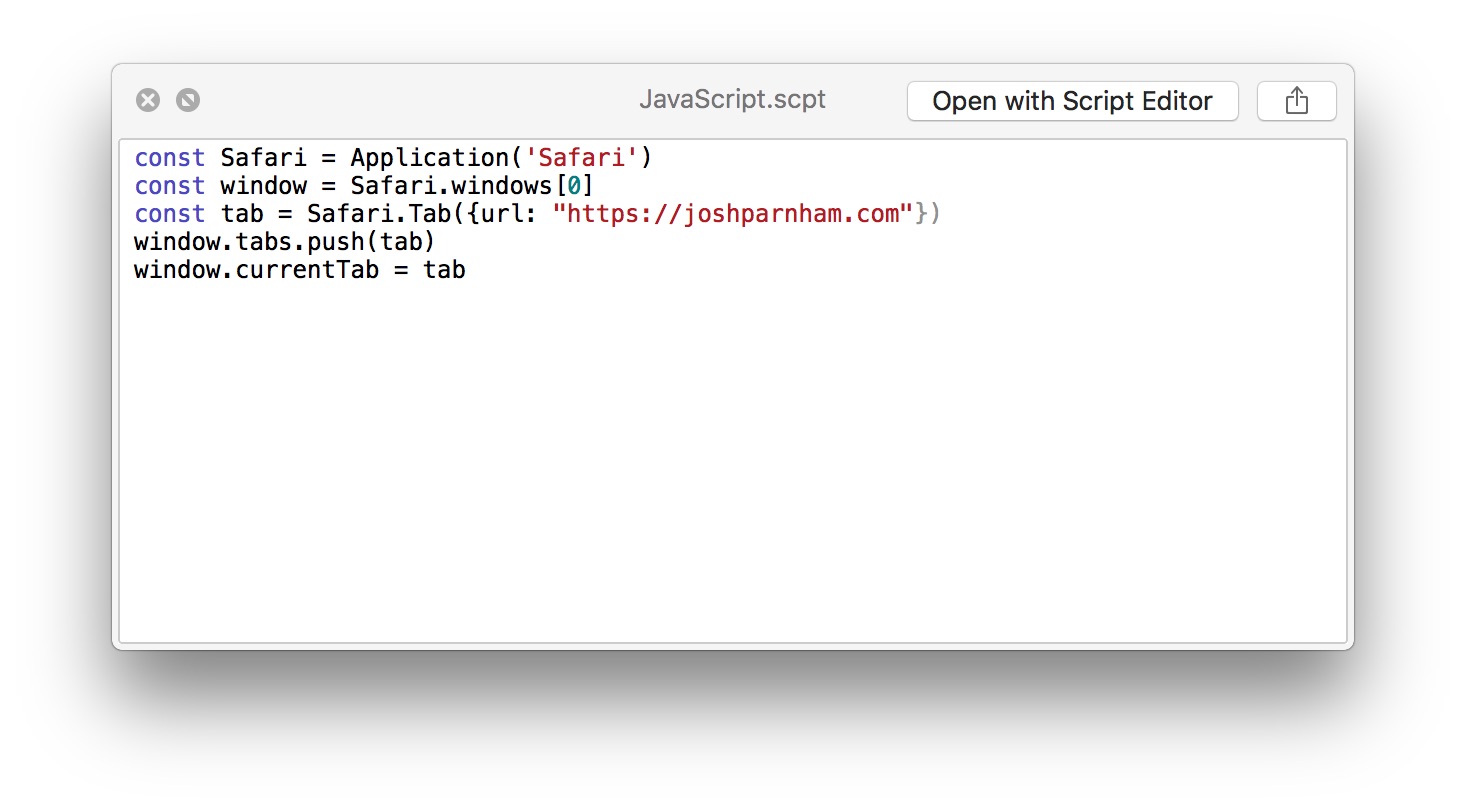 JavaScript.scpt
Open with Script Editor
const Safari = Application('Safari')
const window = Safari.windows[0]
const tab = Safari.Tab({url: "https://joshparnham.com"})
window.tabs.push(tab)
window.currentTab = tab